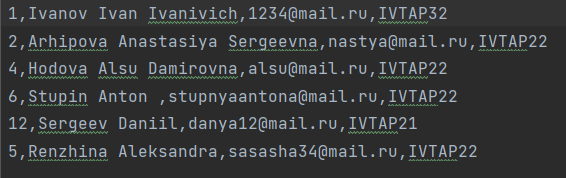 1,Ivanov Ivan Ivanivich,1234@mail.ru,IVTAP32
2,Arhipova Anastasiya Sergeevna,nastya@mail.ru,IVTAP22
4,Hodova Alsu Damirovna,alsu@mail.ru,IVTAP22
6,Stupin Anton ,stupnyaantona@mail.ru,IVTAP22
12,Sergeev Daniil,danya12@mail.ru,IVTAP21
5,Renzhina Aleksandra,sasasha34@mail.ru,IVTAP22